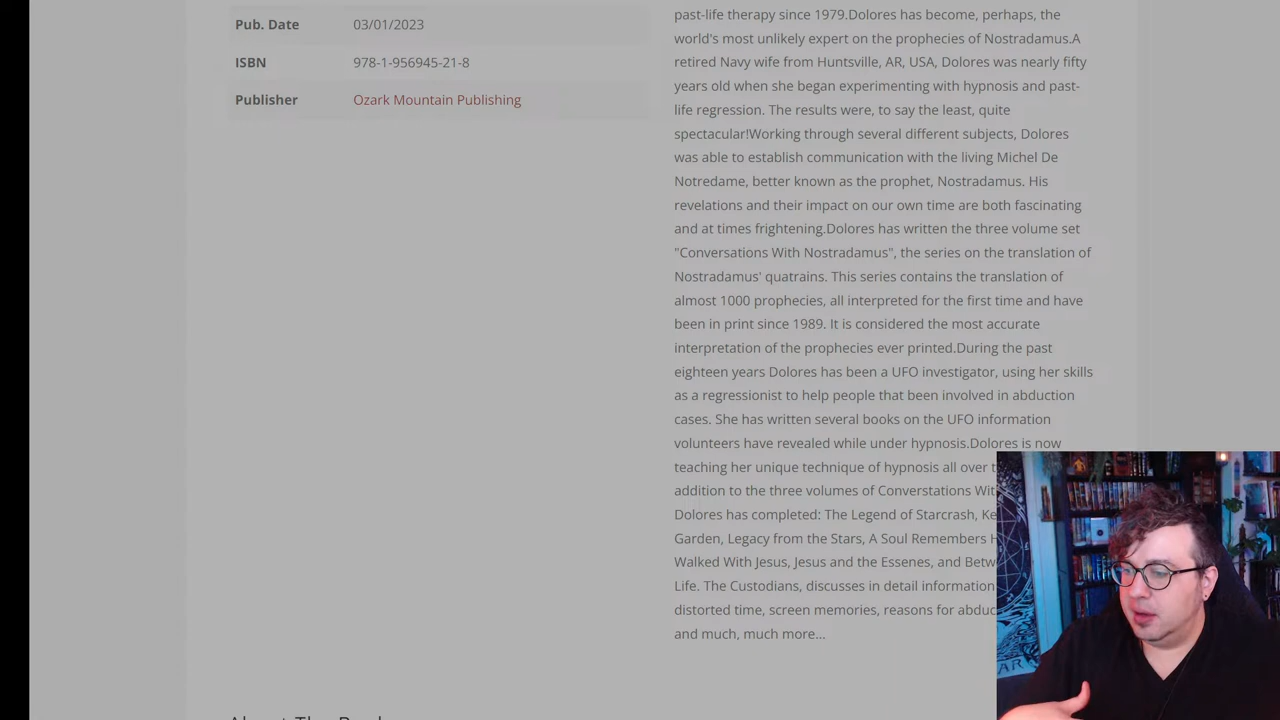 Pub. Date 03/01/2023
ISBN 978-1-956945-21-8
Publisher Ozark Mountain Publishing
past-life therapy since 1979.Dolores has become, perhaps, the
world's most unlikely expert on the prophecies of Nostradamus.A
retired Navy wife from Huntsville, AR, USA, Dolores was nearly fifty
years old when she began experimenting with hypnosis and past-
life regression. The results were, to say the least, quite
spectacular!Working through several different subjects, Dolores
was able to establish communication with the living Michel De
Notredame, better known as the prophet, Nostradamus. His
revelations and their impact on our own time are both fascinating
and at times frightening.Dolores has written the three volume set
"Conversations With Nostradamus", the series on the translation of
Nostradamus' quatrains. This series contains the translation of
almost 1000 prophecies, all interpreted for the first time and have
been in print since 1989. It is considered the most accurate
interpretation of the prophecies ever printed.During the past
eighteen years Dolores has been a UFO investigator, using her skills
as a regressionist to help people that been involved in abduction
cases. She has written several books on the UFO information
volunteers have revealed while under hypnosis.Dolores is now
teaching her unique technique of hypnosis all over
addition to the three volumes of Converstations
Dolores has completed: The Legend of Starcrash,
Garden, Legacy from the Stars, A Soul Remembers
Walked With Jesus, Jesus and the Essenes, and
Life. The Custodians, discusses in detail information
distorted time, screen memories, reasons for
and much, much more...